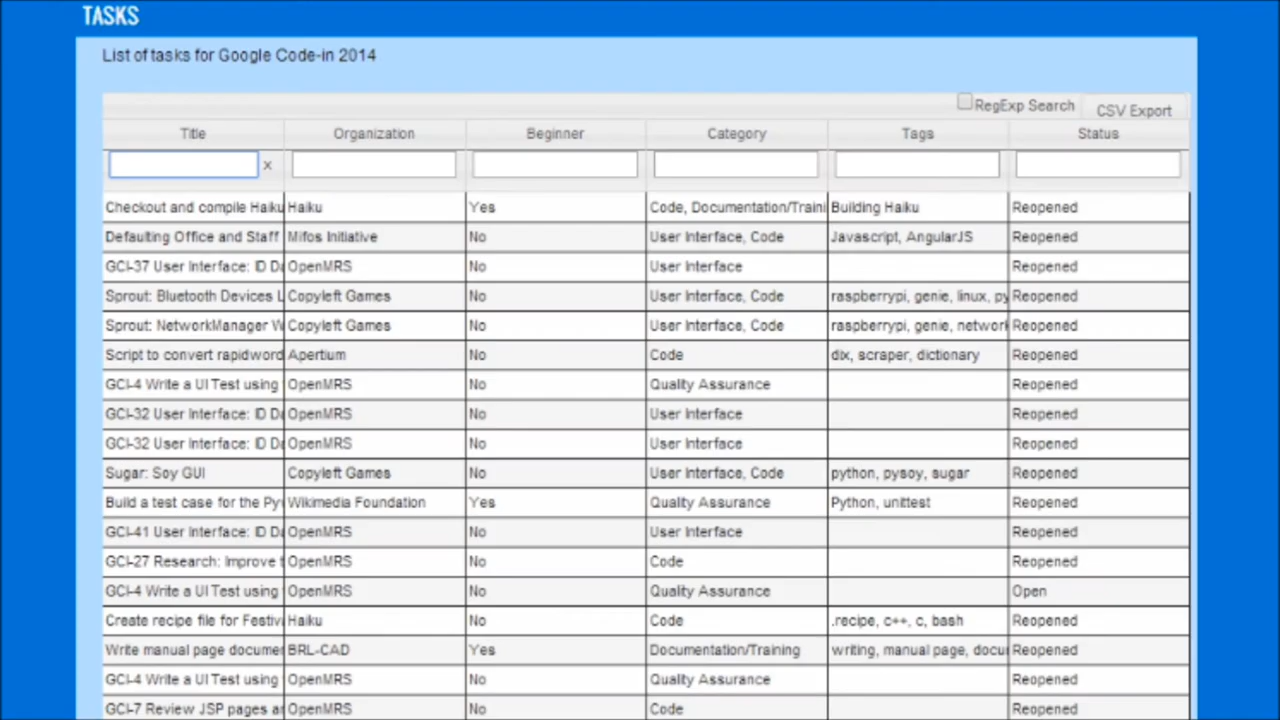 TASKS
List of tasks for Google Code-in 2014
RegExp Search CSV Export
Title Organization Beginner Category Tags Status
x
Checkout and compile Haiku Haiku Yes Code, Documentation/Traini Building Haiku Reopened
Defaulting Office and Staff Mifos Initiative No User Interface, Code Javascript, AngularJS Reopened
GCI-37 User Interface: ID Da OpenMRS No User Interface Reopened
Sprout: Bluetooth Devices L Copyleft Games No User Interface, Code raspberrypi, genie, linux, py Reopened
Sprout: NetworkManager W Copyleft Games No User Interface, Code raspberrypi, genie, network Reopened
Script to convert rapidword Apertium No Code dix, scraper, dictionary Reopened
GCI-4 Write a UI Test using OpenMRS No Quality Assurance Reopened
GCI-32 User Interface: ID Da OpenMRS No User Interface Reopened
GCI-32 User Interface: ID Da OpenMRS No User Interface Reopened
Sugar: Soy GUI Copyleft Games No User Interface, Code python, pysoy, sugar Reopened
Build a test case for the Pyw Wikimedia Foundation Yes Quality Assurance Python, unittest Reopened
GCI-41 User Interface: ID Da OpenMRS No User Interface Reopened
GCI-27 Research: Improve t OpenMRS No Code Reopened
GCI-4 Write a UI Test using OpenMRS No Quality Assurance Open
Create recipe file for Festiva Haiku No Code .recipe, c++, c, bash Reopened
Write manual page documen BRL-CAD Yes Documentation/Training writing, manual page, docu Reopened
GCI-4 Write a UI Test using OpenMRS No Quality Assurance Reopened
GCI-7 Review JSP pages an OpenMRS No Code Reopened